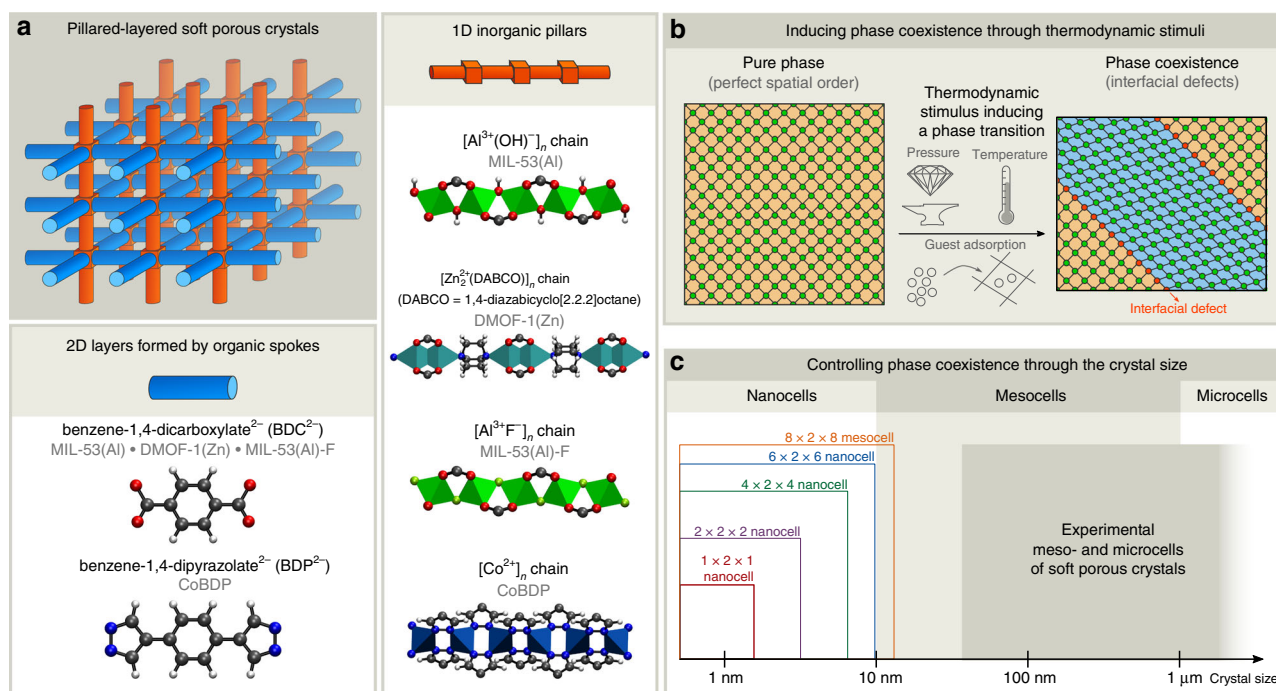 a
Pillared-layered soft porous crystals
2D layers formed by organic spokes
benzene-1,4-dicarboxylate²⁻ (BDC²⁻)
MIL-53(Al) • DMOF-1(Zn) • MIL-53(Al)-F
benzene-1,4-dipyrazolate²⁻ (BDP²⁻)
CoBDP
1D inorganic pillars
[Al³⁺(OH)⁻]ₙ chain
MIL-53(Al)
[Zn₂²⁺(DABCO)]ₙ chain
(DABCO = 1,4-diazabicyclo[2.2.2]octane)
DMOF-1(Zn)
[Al³⁺F⁻]ₙ chain
MIL-53(Al)-F
[Co²⁺]ₙ chain
CoBDP
b
Inducing phase coexistence through thermodynamic stimuli
Pure phase
(perfect spatial order)
Thermodynamic
stimulus inducing
a phase transition
Pressure
Temperature
Guest adsorption
Phase coexistence
(interfacial defects)
Interfacial defect
c
Controlling phase coexistence through the crystal size
Nanocells
Mesocells
Microcells
8 × 2 × 8 mesocell
6 × 2 × 6 nanocell
4 × 2 × 4 nanocell
2 × 2 × 2 nanocell
1 × 2 × 1
nanocell
Experimental
meso- and microcells
of soft porous crystals
1 nm
10 nm
100 nm
1 μm
Crystal size